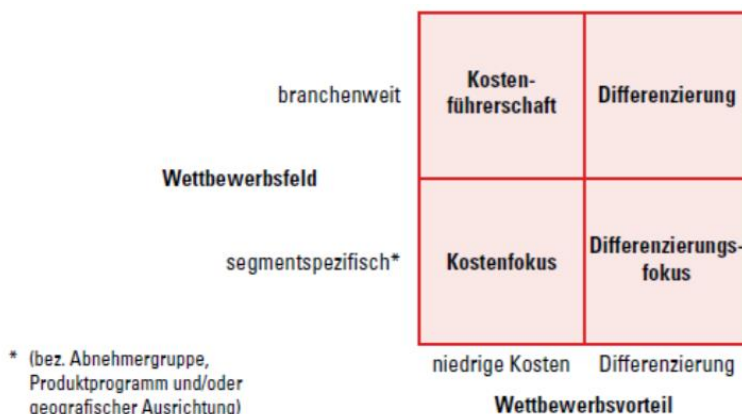 branchenweit
Kosten-
führerschaft
Differenzierung
Wettbewerbsfeld
segmentspezifisch*
Kostenfokus
Differenzierungs-
fokus
* (bez. Abnehmergruppe,
Produktprogramm und/oder
geografischer Ausrichtung)
niedrige Kosten
Differenzierung
Wettbewerbsvorteil